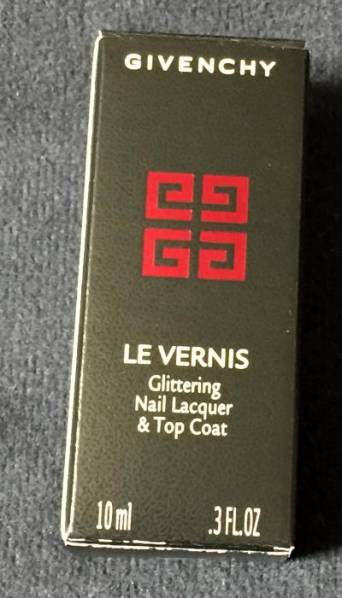 GIVENCHY
LE VERNIS
Glittering
Nail Lacquer
& Top Coat
10 ml .3 FL.OZ